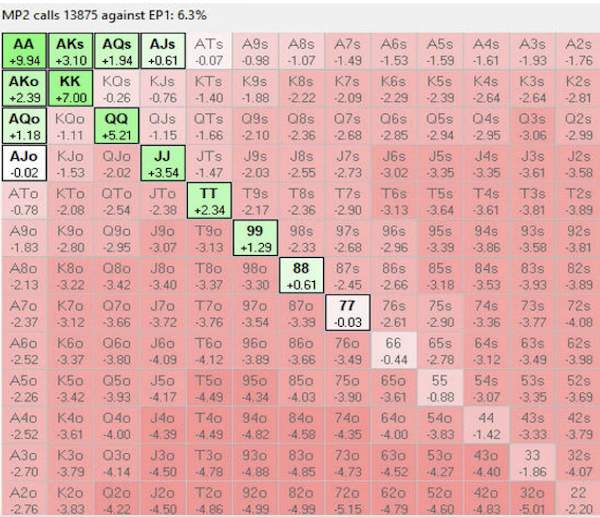 MP2 calls 13875 against EP1: 6.3%
AA AKs AQs AJs ATs A9s A8s A7s A6s A5s A4s A3s A2s
+9.94 +3.10 +1.94 +0.61 -0.07 -0.98 -1.07 -1.49 -1.53 -1.59 -1.61 -1.93 -1.76
AKo KK KQs KJs KTs K9s K8s K7s K6s K5s K4s K3s K2s
+2.39 +7.00 -0.26 -0.76 -1.40 -1.88 -2.22 -2.09 -2.29 -2.39 -2.64 -2.64 -2.81
AQo KQo QQ QJs QTs Q9s Q8s Q7s Q6s Q5s Q4s Q3s Q2s
+1.18 -1.11 +5.21 -1.15 -1.66 -2.10 -2.36 -2.68 -2.85 -2.94 -2.95 -3.06 -2.99
AJo KJo QJo JJ JTs J9s J8s J7s J6s J5s J4s J3s J2s
-0.02 -1.53 -2.02 +3.54 -1.47 -2.03 -2.55 -2.73 -3.02 -3.35 -3.35 -3.61 -3.58
ATo KTo QTo JTo TT T9s T8s T7s T6s T5s T4s T3s T2s
-0.78 -2.08 -2.54 -2.38 +2.34 -2.17 -2.36 -2.90 -3.13 -3.64 -3.61 -3.81 -3.89
A9o K9o Q9o J9o T9o 99 98s 97s 96s 95s 94s 93s 92s
-1.83 -2.80 -2.95 -3.07 -3.13 +1.29 -2.33 -2.68 -2.96 -3.39 -3.86 -3.58 -3.81
A8o K8o Q8o J8o T8o 98o 88 87s 86s 85s 84s 83s 82s
-2.13 -3.22 -3.42 -3.40 -3.37 -3.30 +0.61 -2.45 -2.66 -3.18 -3.53 -3.93 -3.89
A7o K7o Q7o J7o T7o 97o 87o 77 76s 75s 74s 73s 72s
-2.37 -3.12 -3.66 -3.72 -3.76 -3.54 -3.39 -0.03 -2.61 -2.90 -3.36 -3.77 -4.08
A6o K6o Q6o J6o T6o 96o 86o 76o 66 65s 64s 63s 62s
-2.52 -3.37 -3.80 -4.09 -4.12 -3.89 -3.66 -3.49 -0.44 -2.78 -3.12 -3.49 -3.98
A5o K5o Q5o J5o T5o 95o 85o 75o 65o 55 54s 53s 52s
-2.26 -3.42 -3.93 -4.17 -4.49 -4.34 -4.03 -3.90 -3.61 -0.88 -3.07 -3.35 -3.69
A4o K4o Q4o J4o T4o 94o 84o 74o 64o 54o 44 43s 42s
-2.52 -3.61 -4.00 -4.39 -4.49 -4.82 -4.58 -4.35 -4.00 -3.83 -1.42 -3.33 -3.79
A3o K3o Q3o J3o T3o 93o 83o 73o 63o 53o 43o 33 32s
-2.70 -3.79 -4.14 -4.50 -4.78 -4.88 -4.85 -4.73 -4.52 -4.27 -4.40 -1.86 -4.07
A2o K2o Q2o J2o T2o 92o 82o 72o 62o 52o 42o 32o 22
-2.76 -3.83 -4.22 -4.50 -4.86 -4.99 -4.99 -5.15 -4.79 -4.60 -4.83 -5.01 -2.20